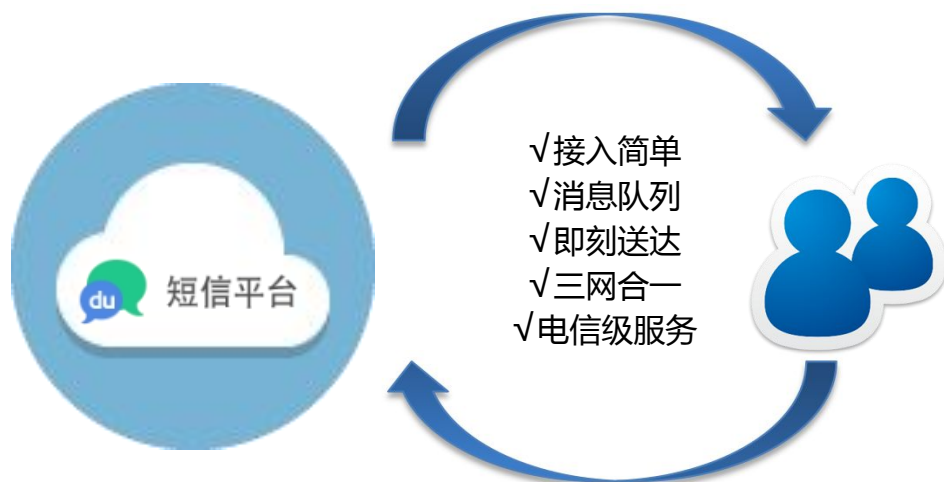 √接入简单
√消息队列
√即刻送达
√三网合一
√电信级服务
du 短信平台